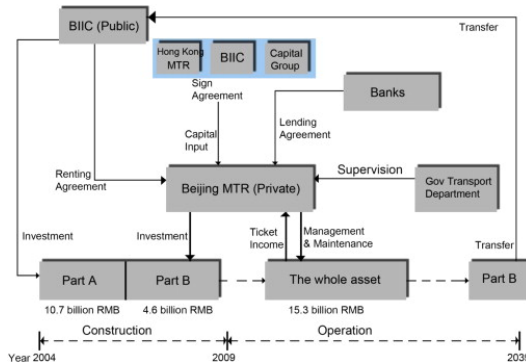 BIIC (Public)
Transfer
Hong Kong
MTR
BIIC
Capital
Group
Sign
Agreement
Banks
Lending
Agreement
Capital
Input
Renting
Agreement
Supervision
Beijing MTR (Private)
Gov Transport
Department
Investment
Investment
Ticket
Income
Management
& Maintenance
Transfer
Part A
Part B
The whole asset
Part B
10.7 billion RMB
4.6 billion RMB
15.3 billion RMB
Construction
Operation
Year 2004
2009
2039